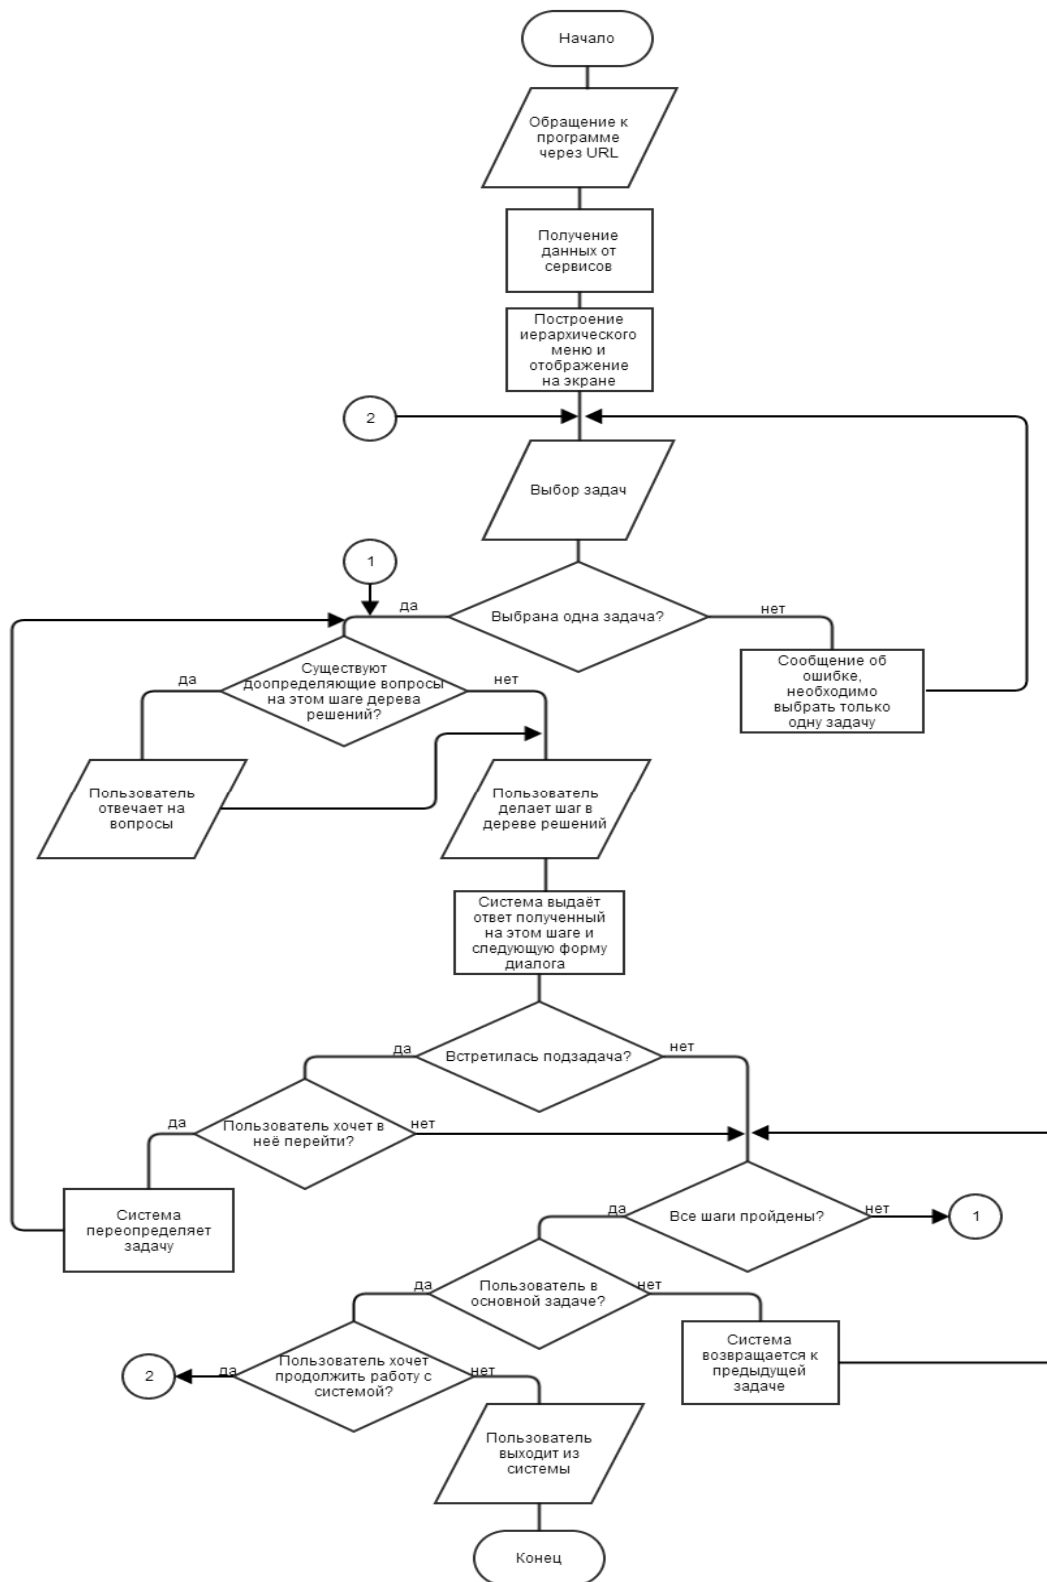 Начало
Обращение к
программе
через URL
Получение
данных от
сервисов
Построение
иерархического
меню и
отображение
на экране
2
Выбор задач
1
да
Выбрана одна задача?
нет
Существуют
доопределяющие вопросы
на этом шаге дерева
решений?
да
нет
Сообщение об
ошибке,
необходимо
выбрать только
одну задачу
Пользователь
отвечает на
вопросы
Пользователь
делает шаг в
дереве решений
Система выдаёт
ответ полученный
на этом шаге и
следующую форму
диалога
да
Встретилась подзадача?
нет
да
Пользователь хочет в
неё перейти?
нет
Система
переопределяет
задачу
да
Все шаги пройдены?
нет
1
да
Пользователь в
основной задаче?
нет
Система
возвращается к
предыдущей
задаче
2
да
Пользователь хочет
продолжить работу с
системой?
нет
Пользователь
выходит из
системы
Конец